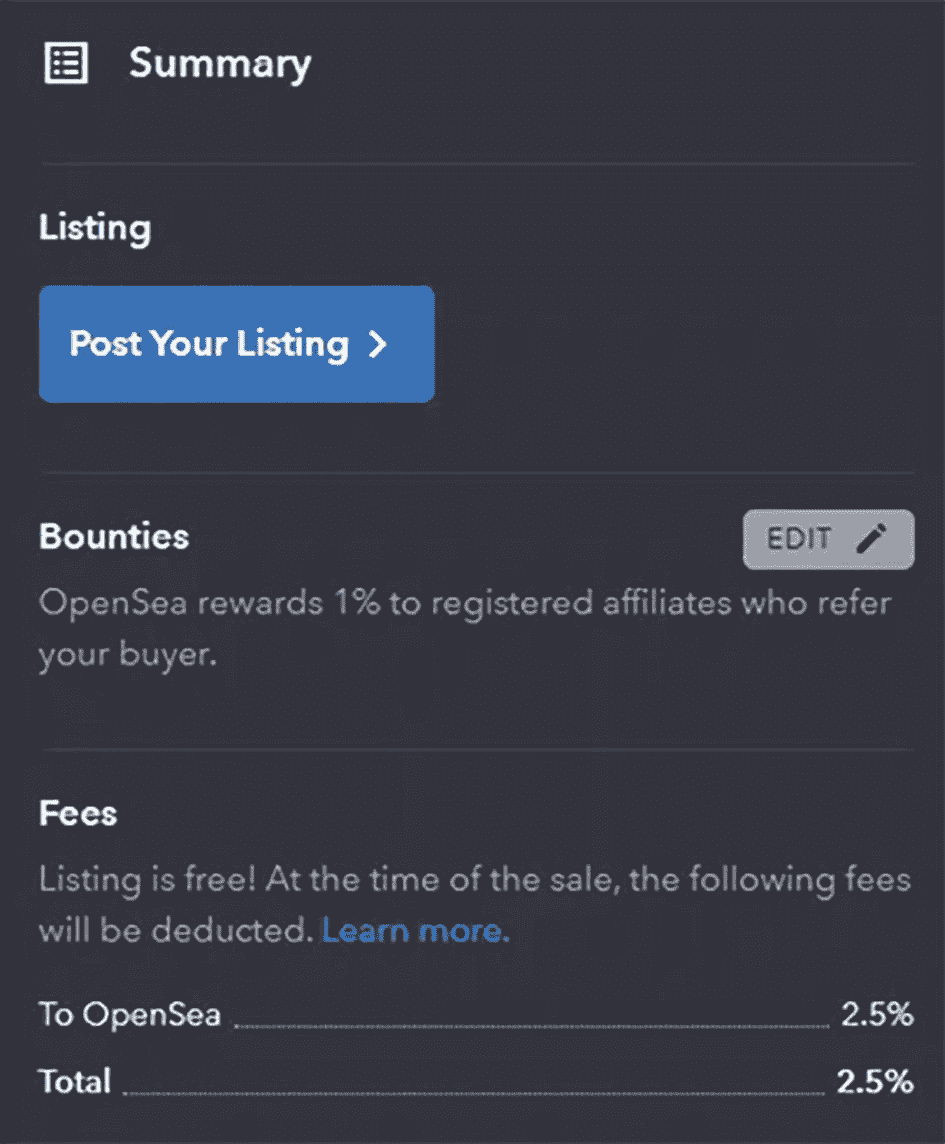 Summary
Listing
Post Your Listing
Bounties
EDIT
OpenSea rewards 1% to registered affiliates who refer
your buyer.
Fees
Listing is free! At the time of the sale, the following fees
will be deducted. Learn more.
To OpenSea 2.5%
Total 2.5%